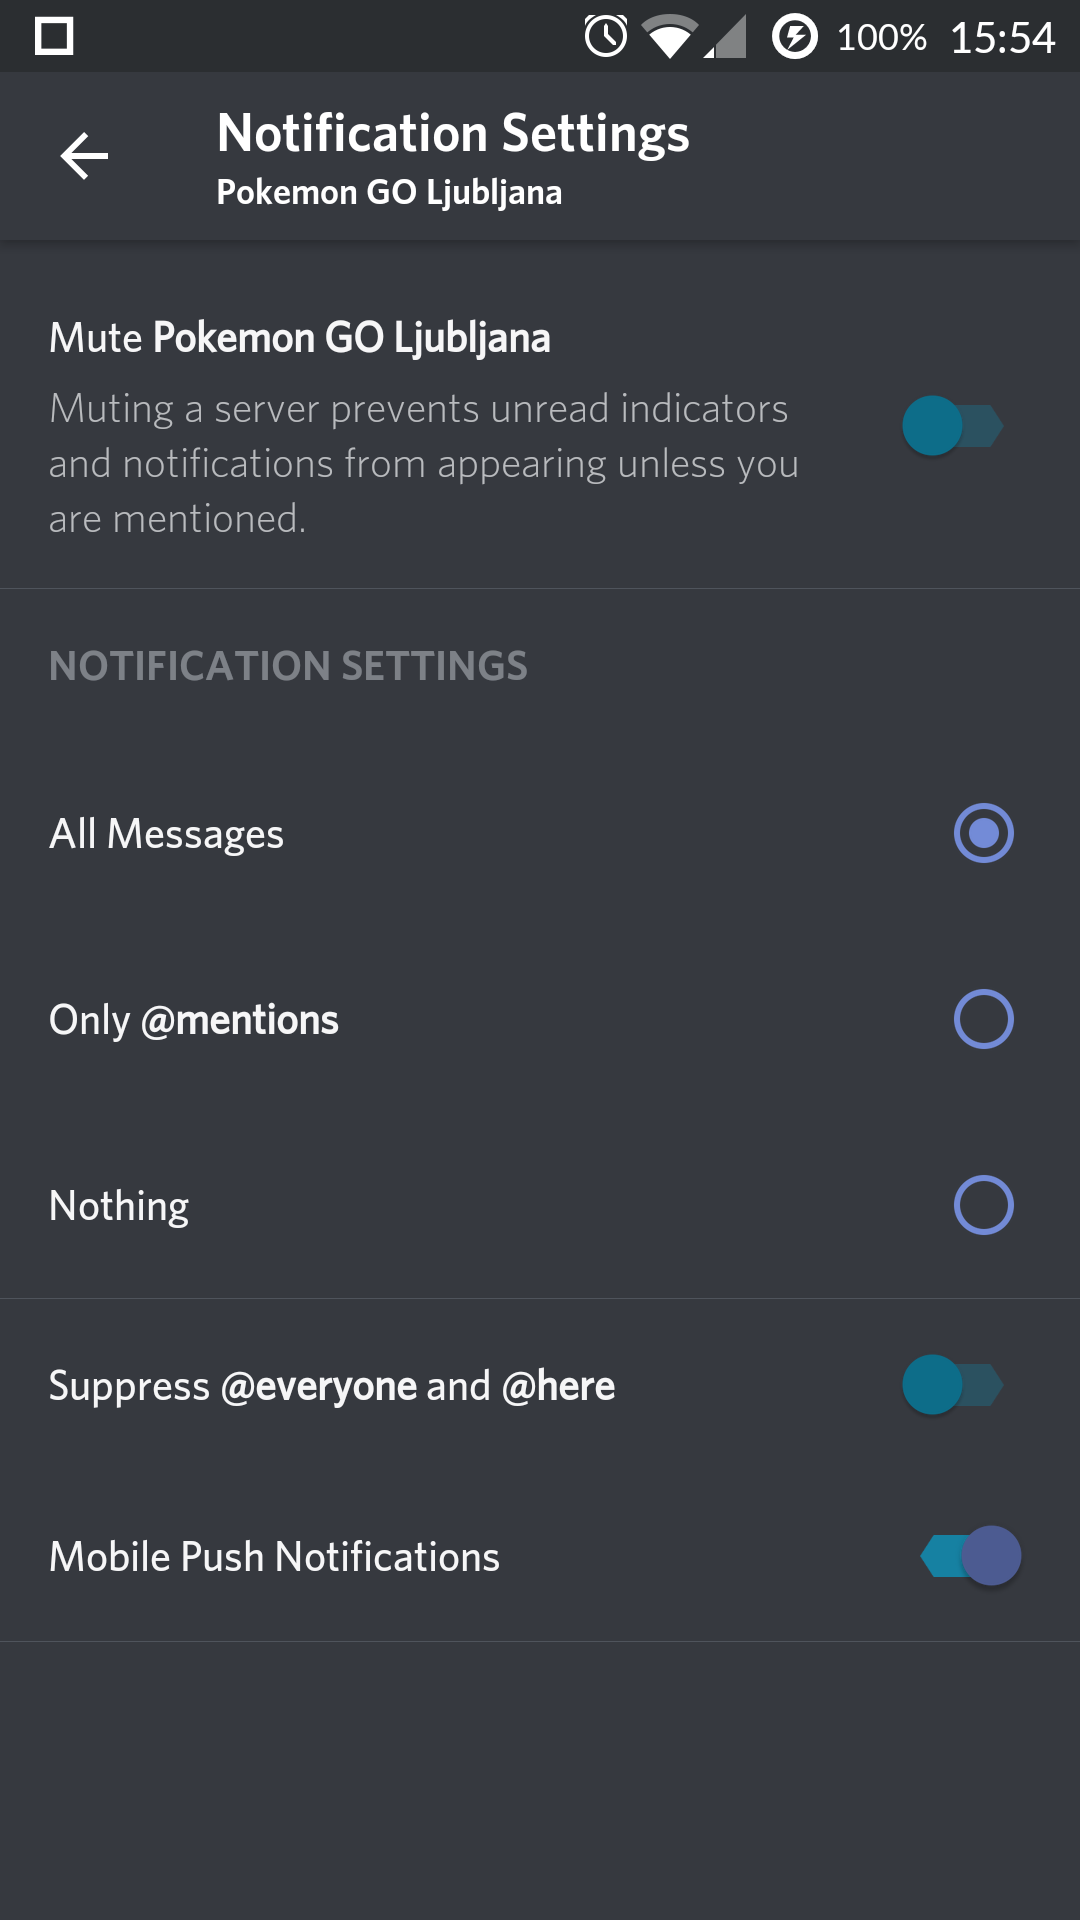 100% 15:54
Notification Settings
Pokemon GO Ljubljana
Mute Pokemon GO Ljubljana
Muting a server prevents unread indicators
and notifications from appearing unless you
are mentioned.
NOTIFICATION SETTINGS
All Messages
Only @mentions
Nothing
Suppress @everyone and @here
Mobile Push Notifications